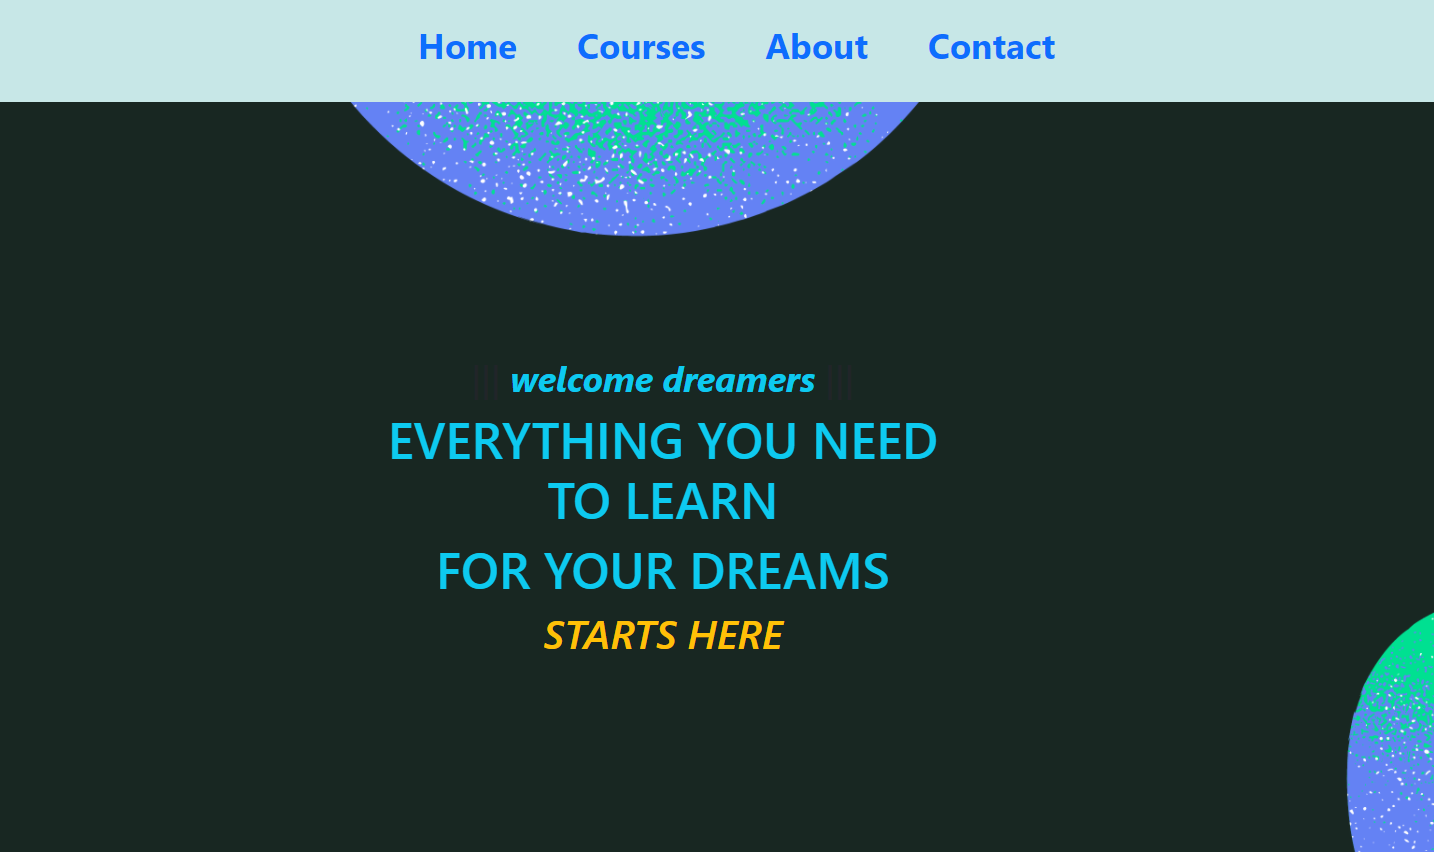 Home Courses About Contact
||| welcome dreamers |||
EVERYTHING YOU NEED
TO LEARN
FOR YOUR DREAMS
STARTS HERE